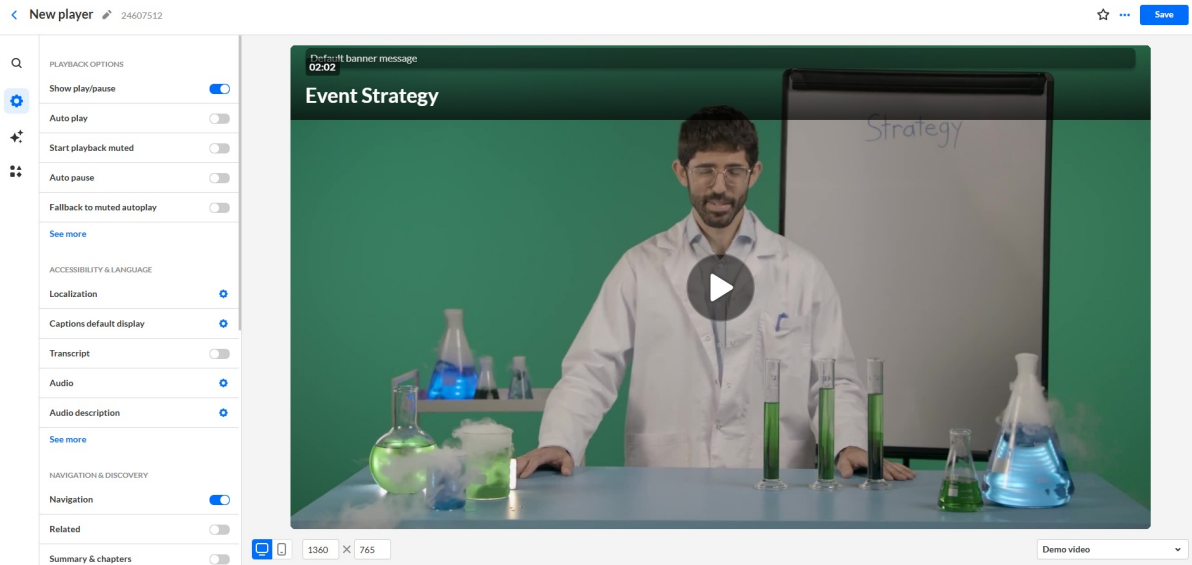 New player
24607512
Save
PLAYBACK OPTIONS
Show play/pause
Auto play
Start playback muted
Auto pause
Fallback to muted autoplay
See more
ACCESSIBILITY & LANGUAGE
Localization
Captions default display
Transcript
Audio
Audio description
See more
NAVIGATION & DISCOVERY
Navigation
Related
Summary & chapters
Default banner message
02:02
Event Strategy
Strategy
1360 × 765
Demo video